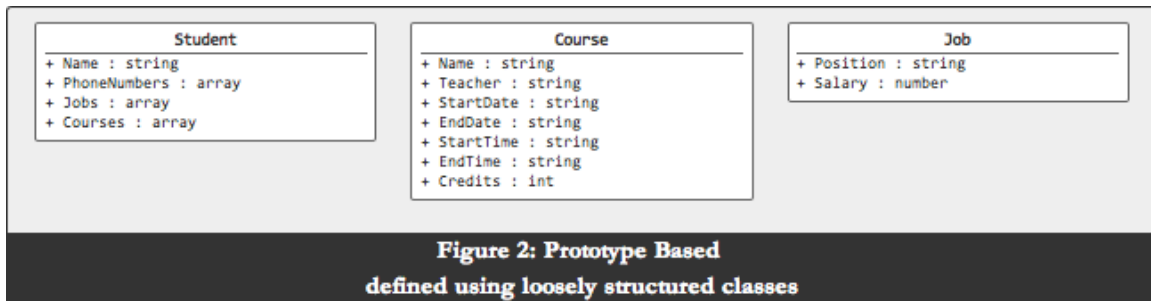 Student
+ Name : string
+ PhoneNumbers : array
+ Jobs : array
+ Courses : array
Course
+ Name : string
+ Teacher : string
+ StartDate : string
+ EndDate : string
+ StartTime : string
+ EndTime : string
+ Credits : int
Job
+ Position : string
+ Salary : number
Figure 2: Prototype Based
defined using loosely structured classes